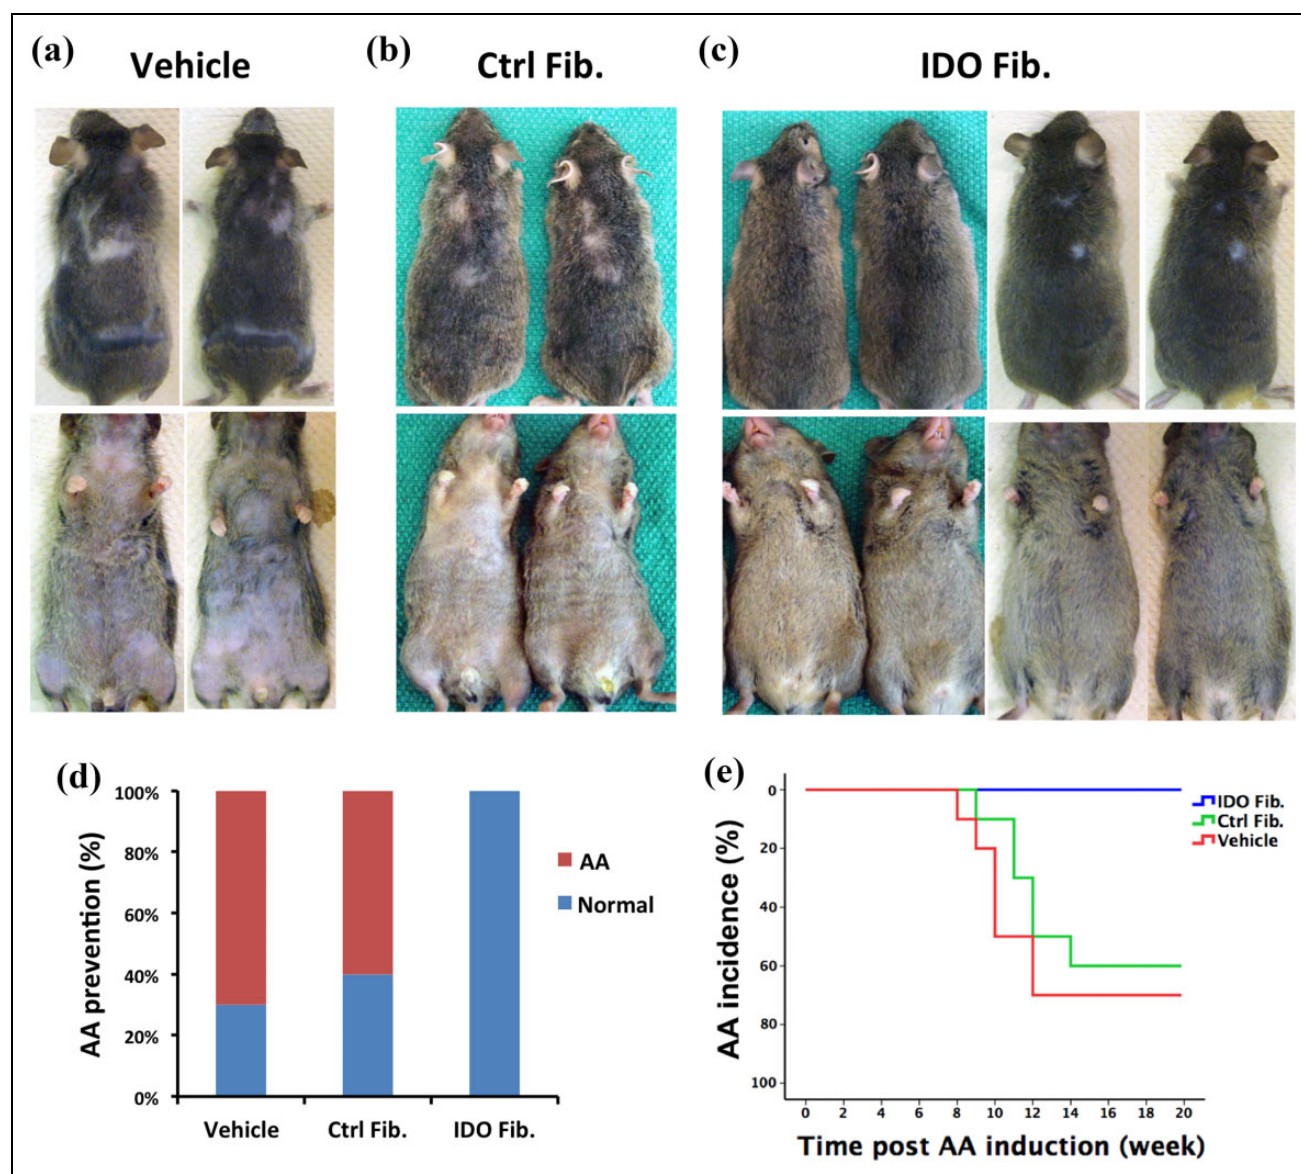 (a) Vehicle
(b) Ctrl Fib.
(c) IDO Fib.
(d)
AA prevention (%)
100%
80%
60%
40%
20%
0%
Vehicle
Ctrl Fib.
IDO Fib.
AA
Normal
(e)
AA incidence (%)
0
20
40
60
80
100
0 2 4 6 8 10 12 14 16 18 20
Time post AA induction (week)
IDO Fib.
Ctrl Fib.
Vehicle